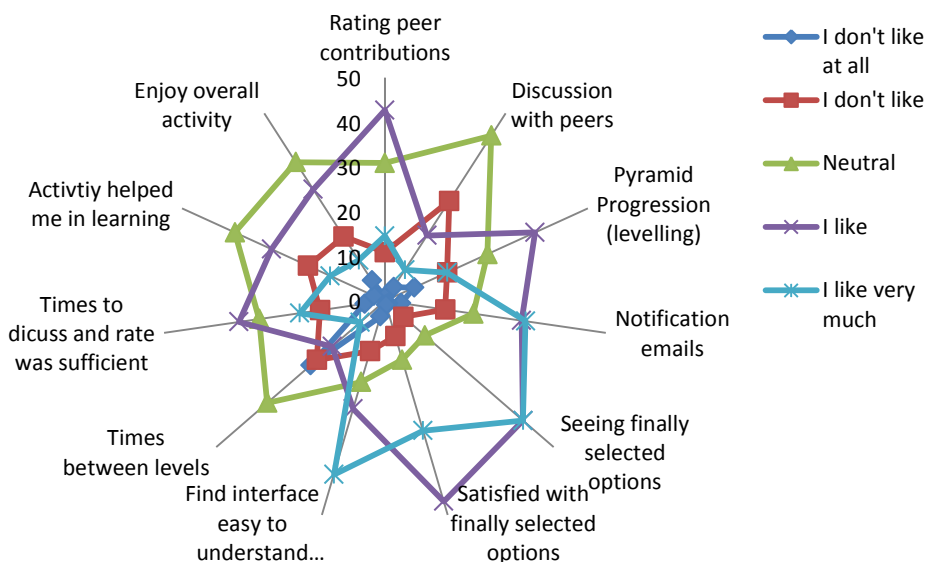 Rating peer
contributions
Discussion
with peers
Pyramid
Progression
(levelling)
Notification
emails
Seeing finally
selected
options
Satisfied with
finally selected
options
Find interface
easy to
understand…
Times
between levels
Times to
dicuss and rate
was sufficient
Activtiy helped
me in learning
Enjoy overall
activity
50
40
30
20
10
0
I don't like
at all
I don't like
Neutral
I like
I like very
much